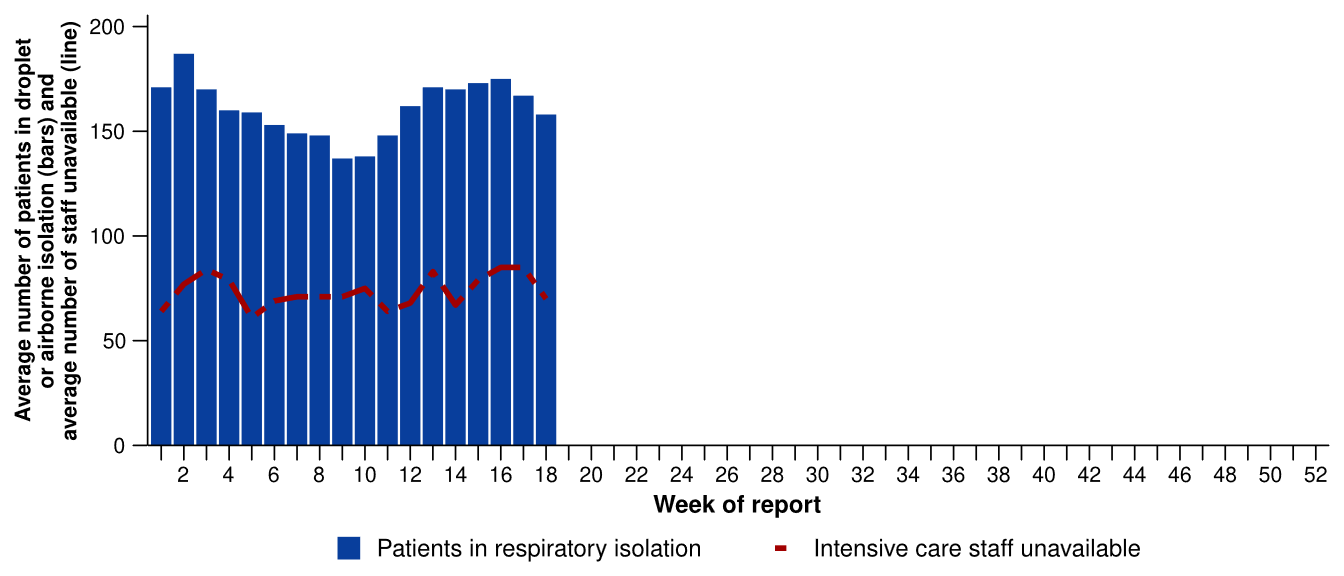 Average number of patients in droplet
or airborne isolation (bars) and
average number of staff unavailable (line)
200
150
100
50
0
2 4 6 8 10 12 14 16 18 20 22 24 26 28 30 32 34 36 38 40 42 44 46 48 50 52
Week of report
Patients in respiratory isolation Intensive care staff unavailable